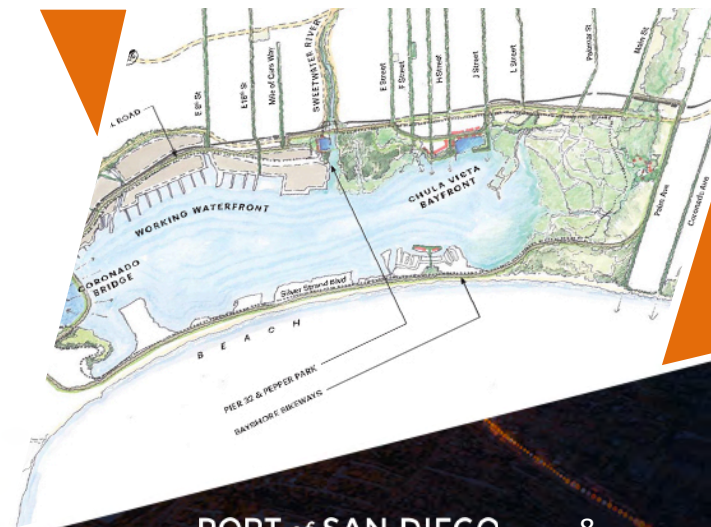 E 8th St
E 18th St
Mile of Cars Way
SWEETWATER RIVER
E Street
F Street
H Street
J Street
L Street
Palomar St
Main St
ROAD
WORKING WATERFRONT
CHULA VISTA
BAYFRONT
Palm Ave
Coronado Ave
CORONADO
BRIDGE
Silver Strand Blvd
BEACH
PIER 32 & PEPPER PARK
BAYSHORE BIKEWAYS
PORT of SAN DIEGO
8